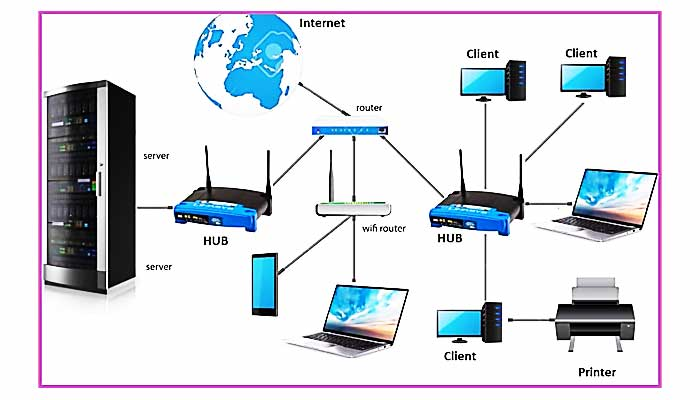 Internet
Client
Client
router
server
HUB
wifi router
HUB
server
Client
Printer